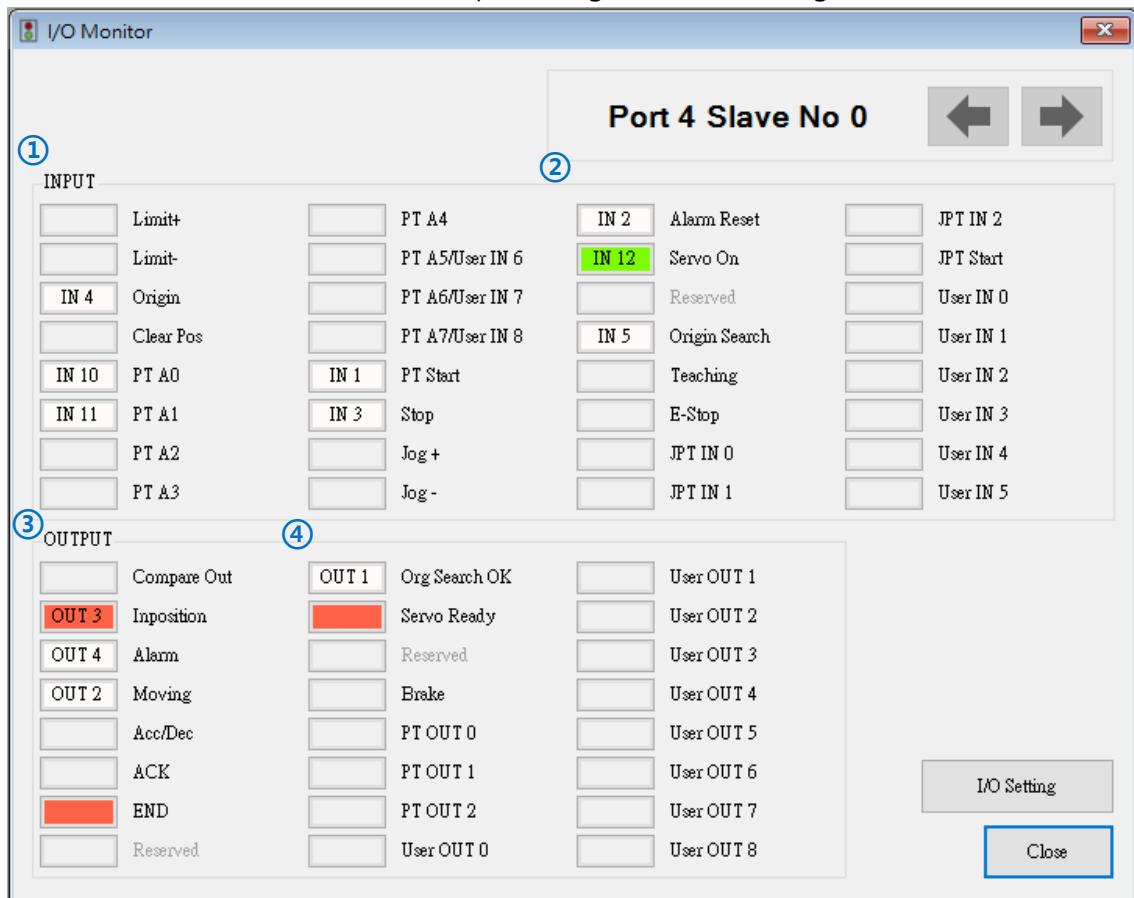 I/O Monitor
Port 4 Slave No 0
①
②
INPUT
Limit+ PT A4 IN 2 Alarm Reset JPT IN 2
Limit- PT A5/User IN 6 IN 12 Servo On JPT Start
IN 4 Origin PT A6/User IN 7 Reserved User IN 0
Clear Pos PT A7/User IN 8 IN 5 Origin Search User IN 1
IN 10 PT A0 IN 1 PT Start Teaching User IN 2
IN 11 PT A1 IN 3 Stop E-Stop User IN 3
PT A2 Jog + JPT IN 0 User IN 4
PT A3 Jog - JPT IN 1 User IN 5
③
④
OUTPUT
Compare Out OUT 1 Org Search OK User OUT 1
OUT 3 Inposition Servo Ready User OUT 2
OUT 4 Alarm Reserved User OUT 3
OUT 2 Moving Brake User OUT 4
Acc/Dec PT OUT 0 User OUT 5
ACK PT OUT 1 User OUT 6
END PT OUT 2 User OUT 7
Reserved User OUT 0 User OUT 8
I/O Setting
Close